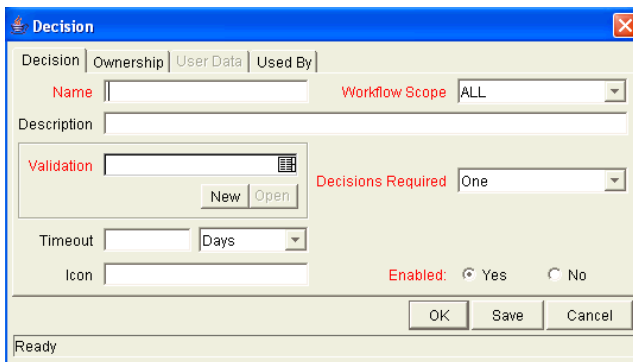 Decision
Decision Ownership User Data Used By
Name Workflow Scope ALL
Description
Validation
New Open
Decisions Required One
Timeout Days
Icon Enabled: Yes No
OK Save Cancel
Ready